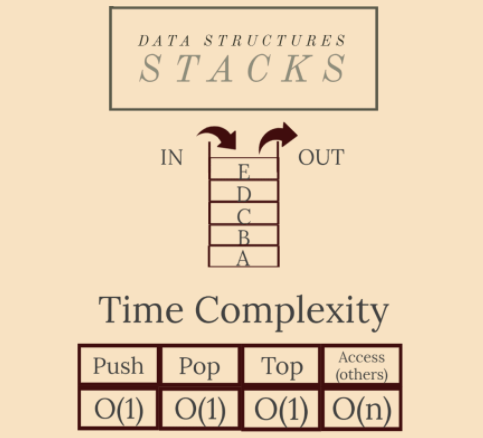 DATA STRUCTURES
STACKS
IN
OUT
E
D
C
B
A
Time Complexity
Push Pop Top Access
(others)
O(1) O(1) O(1) O(n)